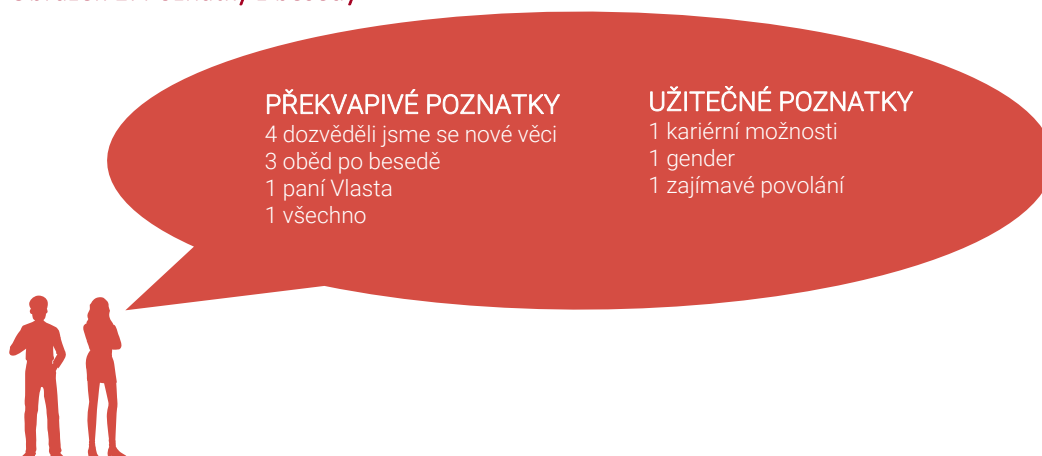 PŘEKVAPIVÉ POZNATKY
4 dozvěděli jsme se nové věci
3 oběd po besedě
1 paní Vlasta
1 všechno
UŽITEČNÉ POZNATKY
1 kariérní možnosti
1 gender
1 zajímavé povolání